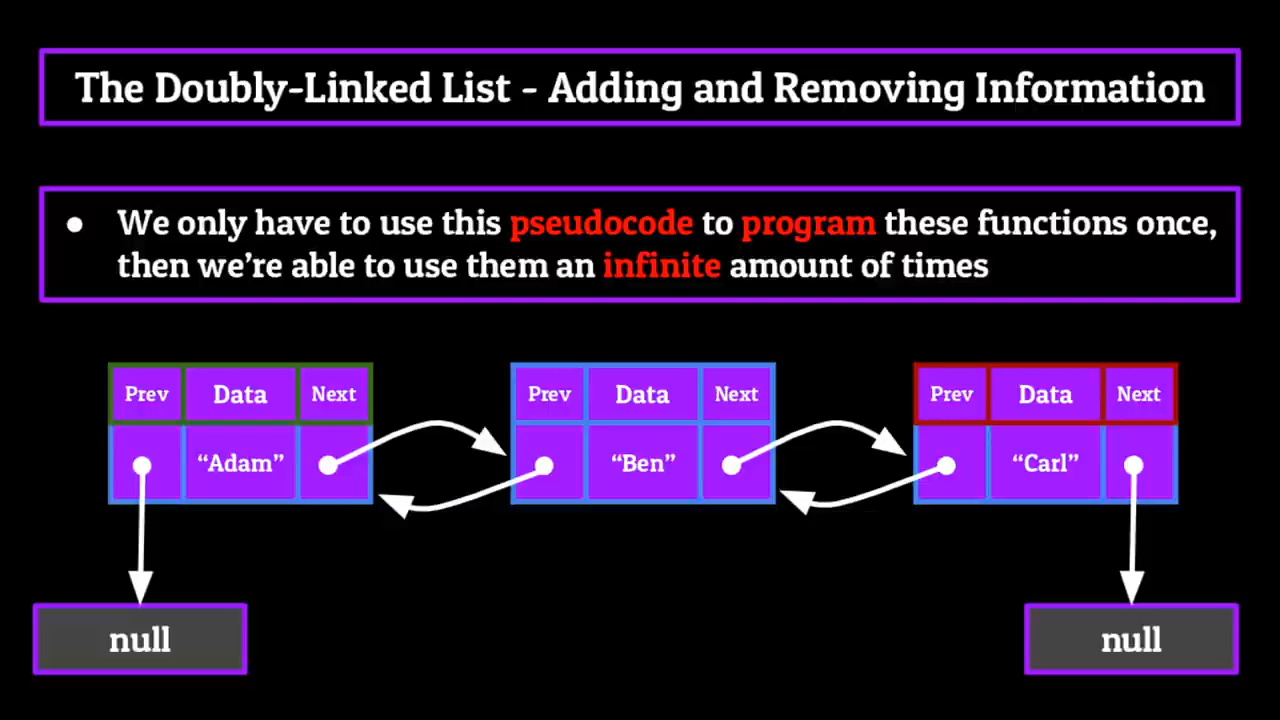 The Doubly-Linked List - Adding and Removing Information
● We only have to use this pseudocode to program these functions once,
then we're able to use them an infinite amount of times
Prev Data Next
“Adam”
Prev Data Next
“Ben”
Prev Data Next
“Carl”
null
null